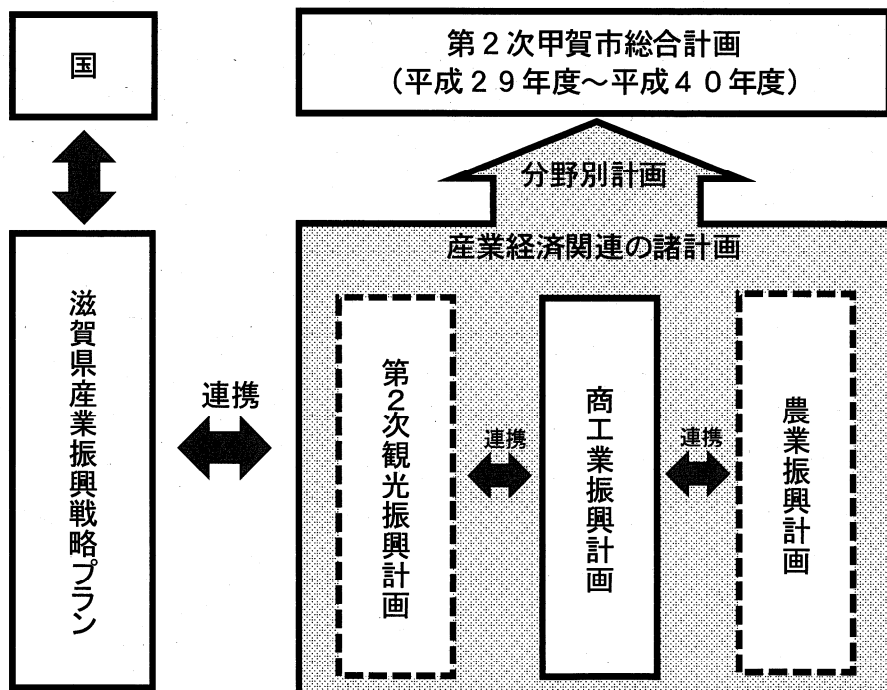 国
第２次甲賀市総合計画
（平成２９年度～平成４０年度）
分野別計画
産業経済関連の諸計画
滋賀県産業振興戦略プラン
連携
第２次観光振興計画
連携
商工業振興計画
連携
農業振興計画